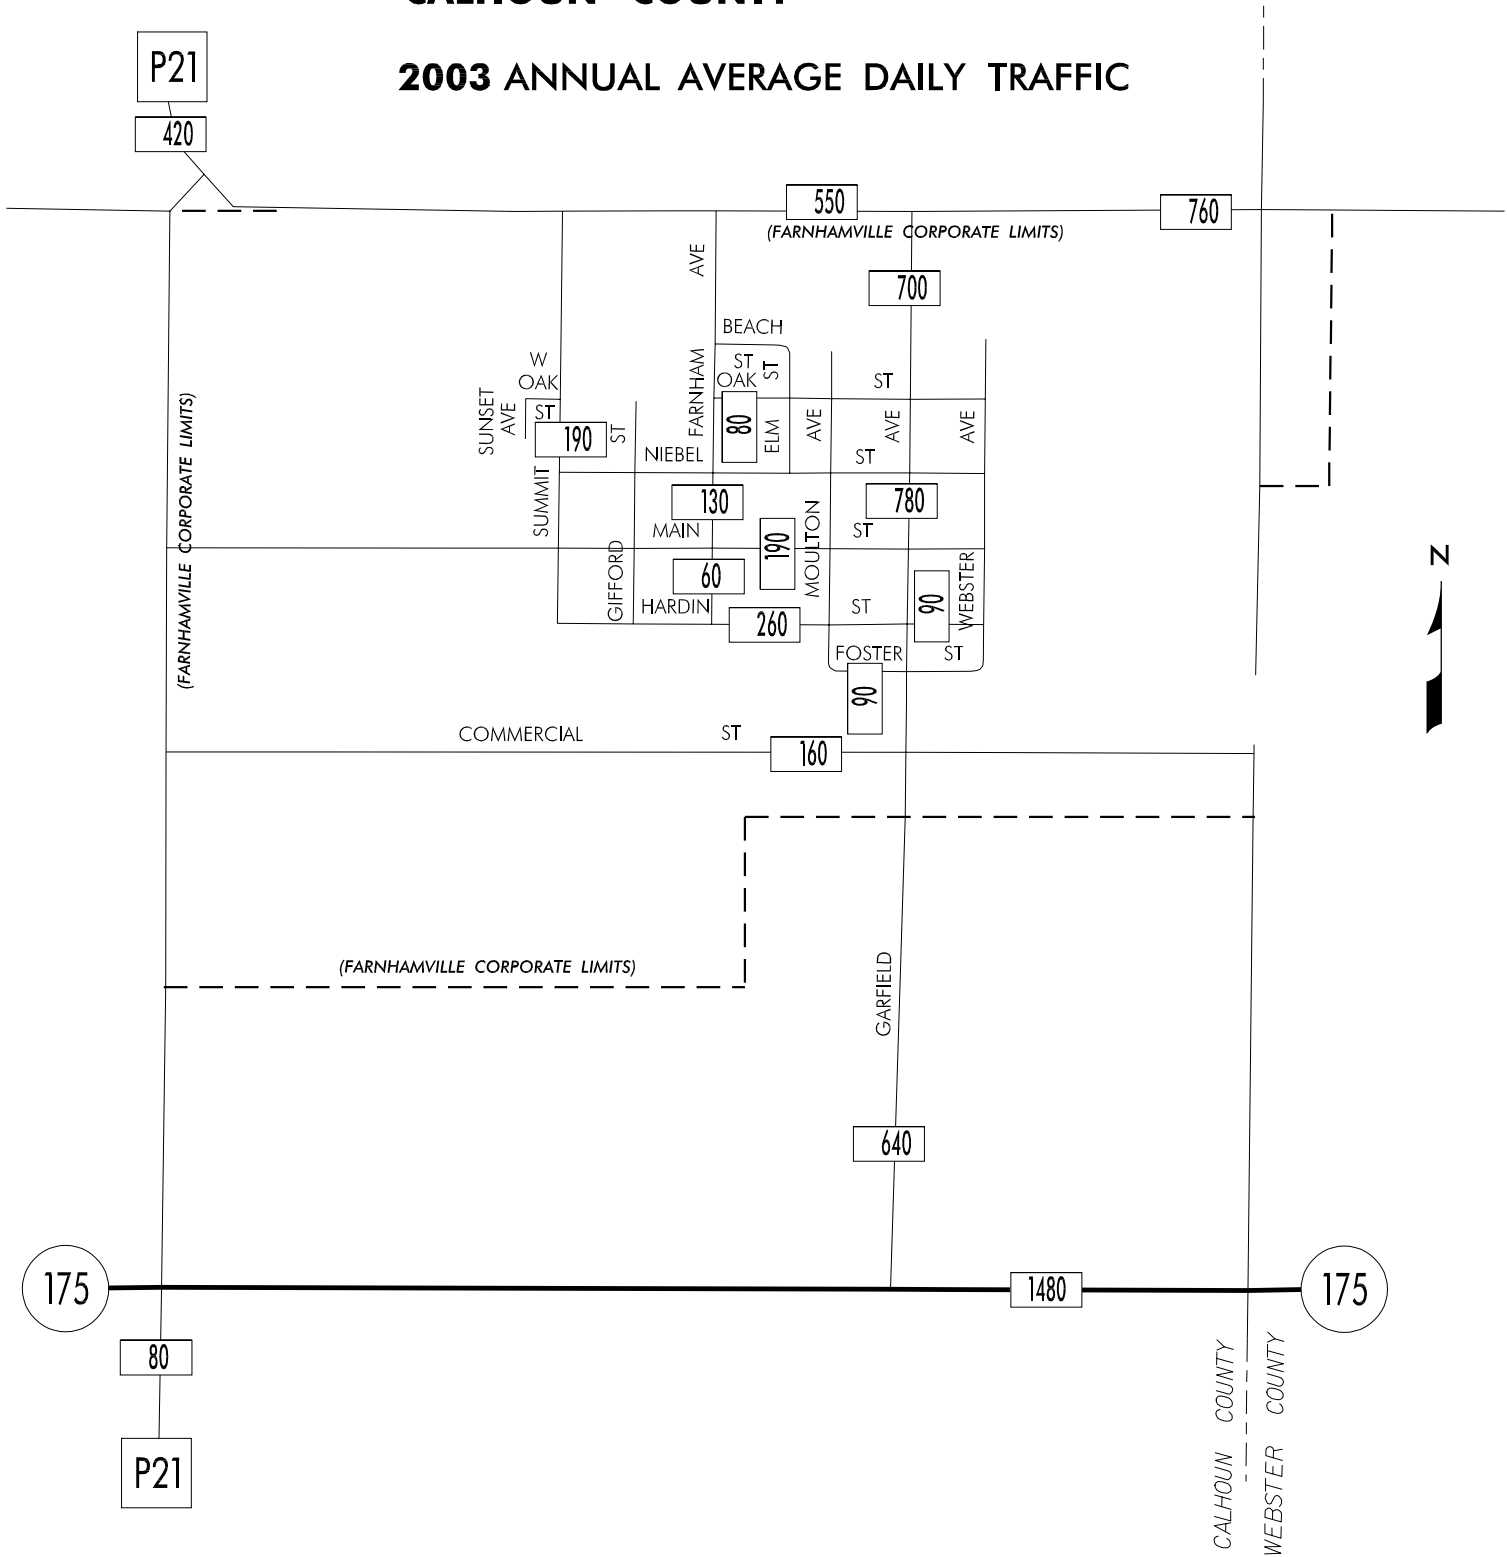 CALHOUN COUNTY
2003 ANNUAL AVERAGE DAILY TRAFFIC
P21
420
550
760
(FARNHAMVILLE CORPORATE LIMITS)
AVE
700
BEACH
ST
W
OAK
ST
FARNHAM
OAK
ST
ST
SUNSET
AVE
190
ST
80
ELM
AVE
AVE
AVE
(FARNHAMVILLE CORPORATE LIMITS)
NIEBEL
ST
SUMMIT
130
780
MAIN
ST
190
MOULTON
GIFFORD
60
WEBSTER
90
HARDIN
ST
260
FOSTER
ST
90
COMMERCIAL
ST
160
N
(FARNHAMVILLE CORPORATE LIMITS)
GARFIELD
640
175
1480
175
80
P21
CALHOUN COUNTY
WEBSTER COUNTY